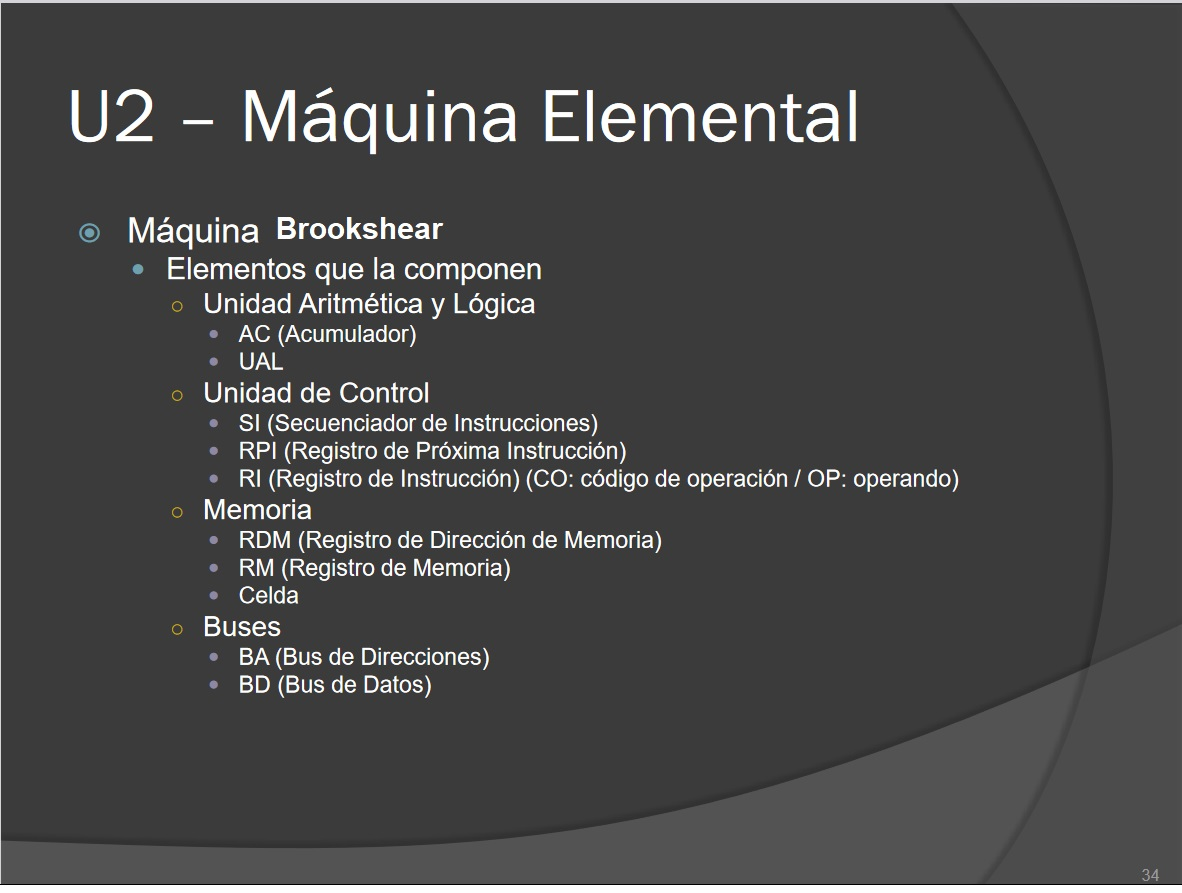 U2 – Máquina Elemental
Máquina Brookshear
Elementos que la componen
Unidad Aritmética y Lógica
AC (Acumulador)
UAL
Unidad de Control
SI (Secuenciador de Instrucciones)
RPI (Registro de Próxima Instrucción)
RI (Registro de Instrucción) (CO: código de operación / OP: operando)
Memoria
RDM (Registro de Dirección de Memoria)
RM (Registro de Memoria)
Celda
Buses
BA (Bus de Direcciones)
BD (Bus de Datos)
34